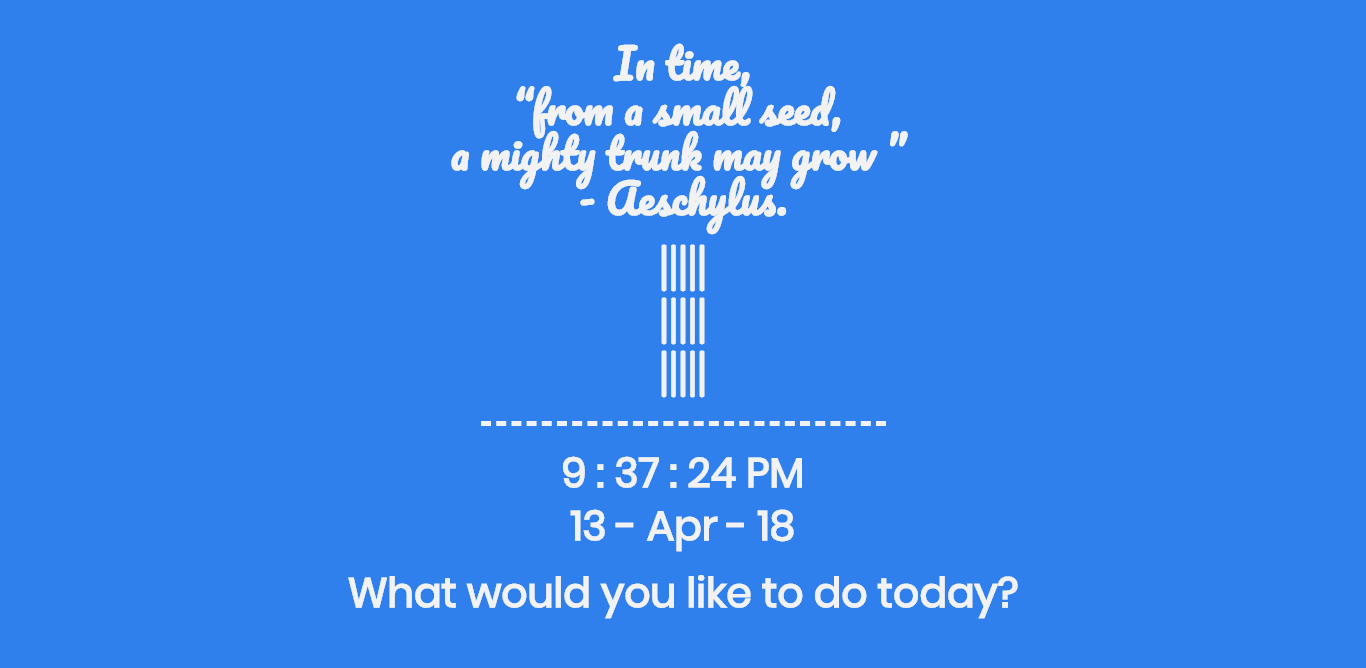 In time,
“from a small seed,
a mighty trunk may grow ”
- Aeschylus.
|||||
|||||
|||||
---------------------------
9 : 37 : 24 PM
13 - Apr - 18
What would you like to do today?